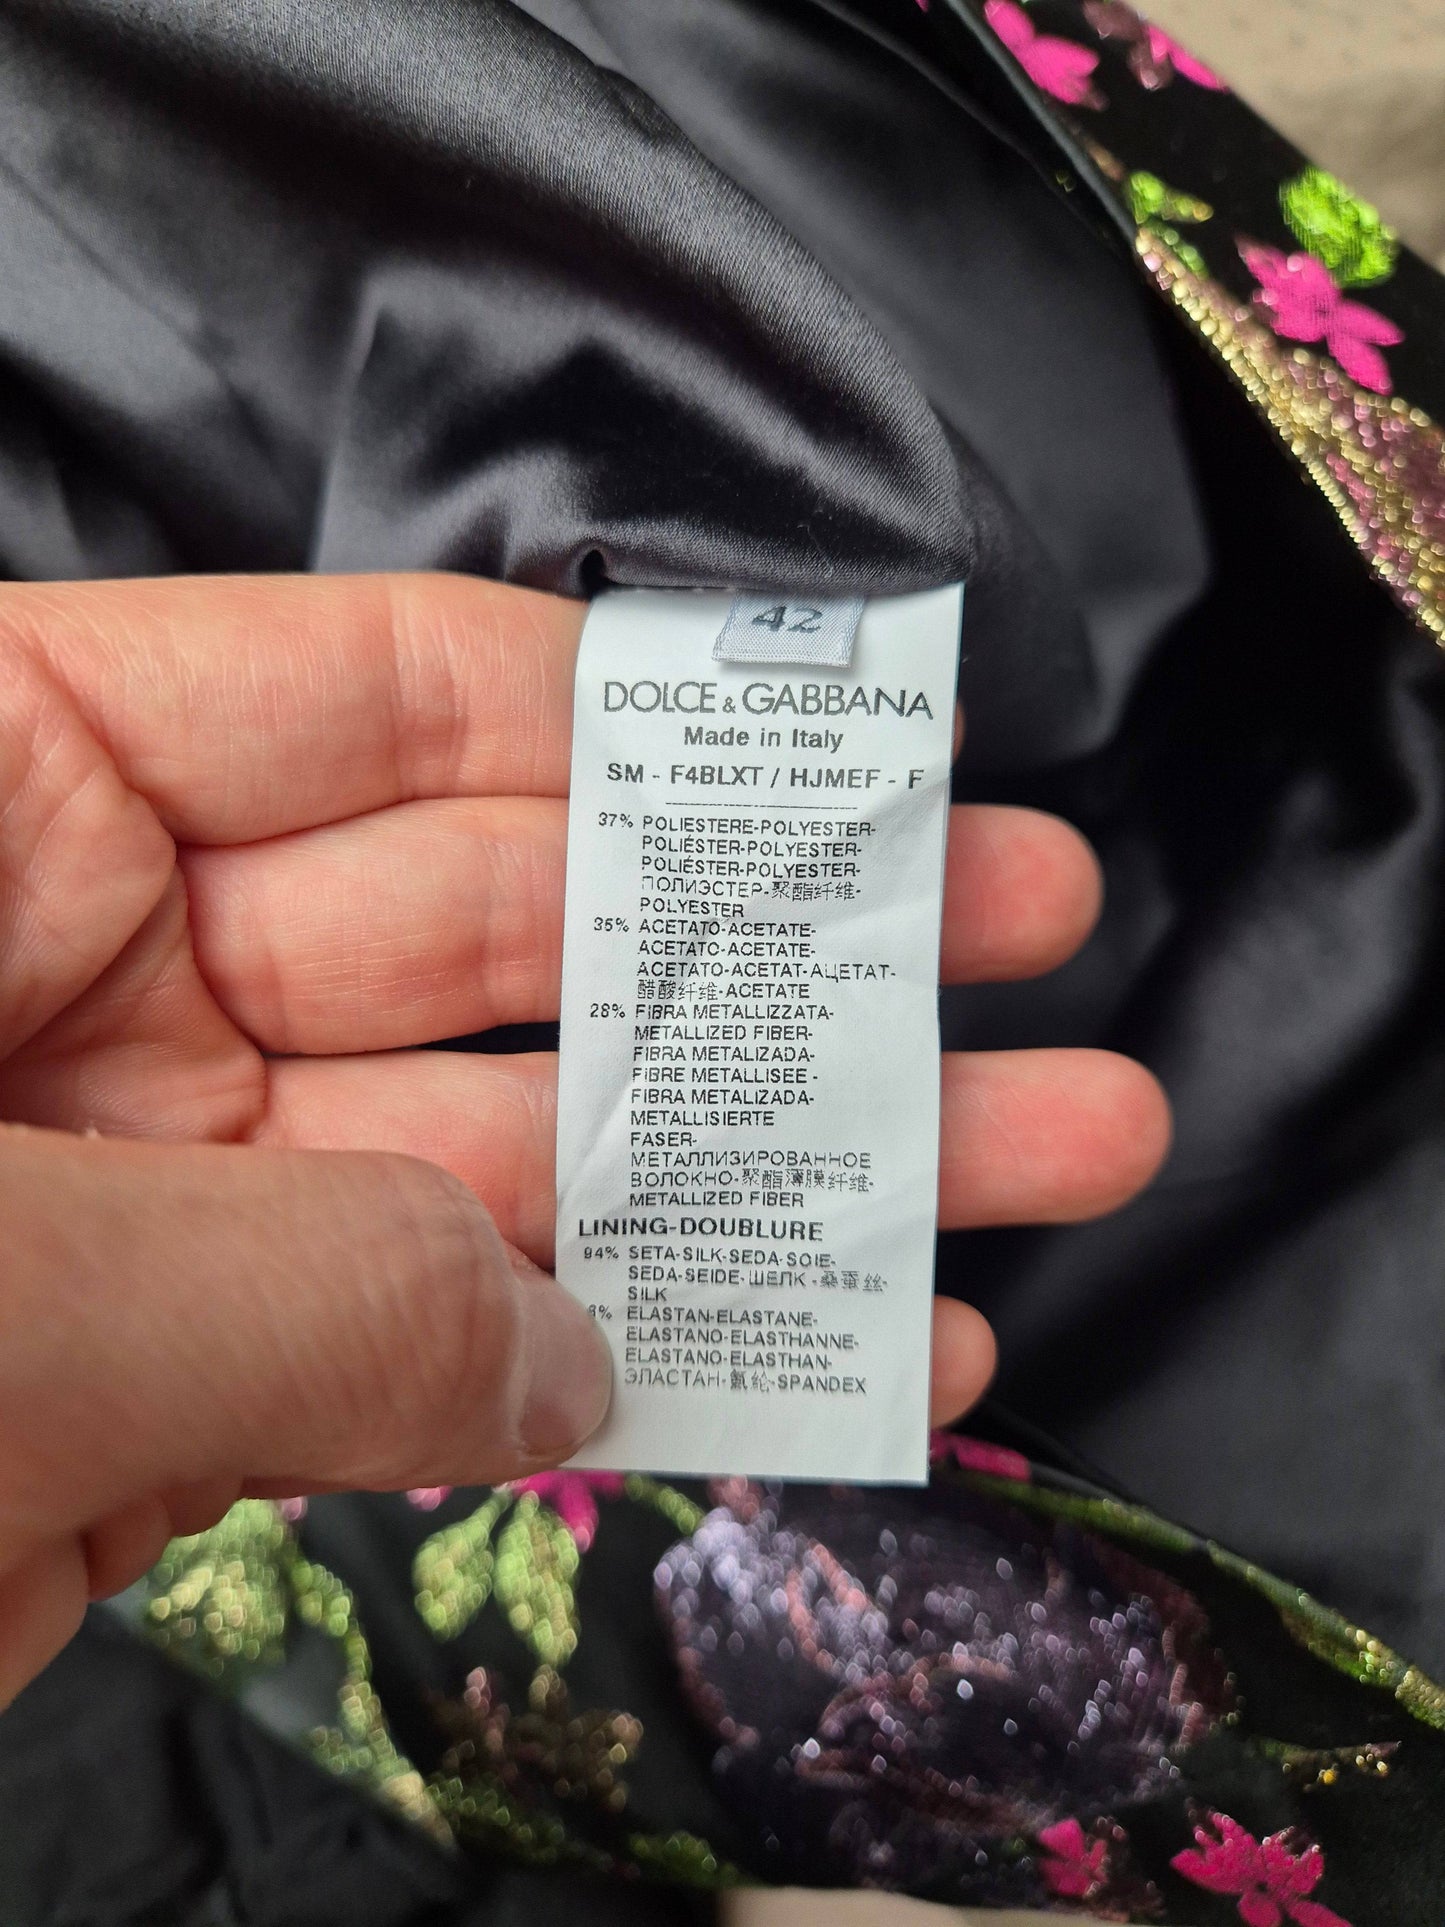 42
DOLCE & GABBANA
Made in Italy
SM - F4BLXT / HJMEF - F
37% POLIESTERE-POLYESTER-
POLIÉSTER-POLYESTER-
POLIÉSTER-POLYESTER-
ПОЛИЭСТЕР-聚酯纤维-
POLYESTER
35% ACETATO-ACETATE-
ACETATO-ACETATE-
ACETATO-ACETAT-АЦЕТАТ-
醋酸纤维-ACETATE
28% FIBRA METALLIZZATA-
METALLIZED FIBER-
FIBRA METALIZADA-
FIBRE METALLISEE -
FIBRA METALIZADA-
METALLISIERTE
FASER-
МЕТАЛЛИЗИРОВАННОЕ
ВОЛОКНО-聚酯薄膜纤维-
METALLIZED FIBER
LINING-DOUBLURE
94% SETA-SILK-SEDA-SOIE-
SEDA-SEIDE-ШЕЛК -桑蚕丝-
SILK
ELASTAN-ELASTANE-
ELASTANO-ELASTHANNE-
ELASTANO-ELASTHAN-
ЭЛАСТАН-氨纶-SPANDEX